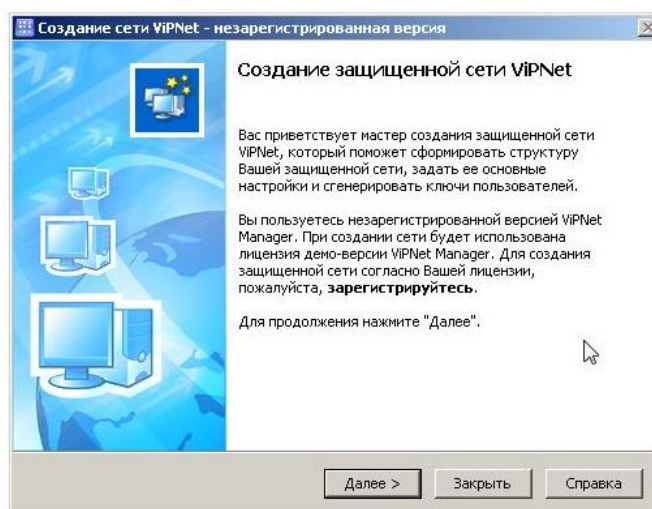 Создание сети ViPNet - незарегистрированная версия
Создание защищенной сети ViPNet
Вас приветствует мастер создания защищенной сети
ViPNet, который поможет сформировать структуру
Вашей защищенной сети, задать ее основные
настройки и сгенерировать ключи пользователей.
Вы пользуетесь незарегистрированной версией ViPNet
Manager. При создании сети будет использована
лицензия демо-версии ViPNet Manager. Для создания
защищенной сети согласно Вашей лицензии,
пожалуйста, зарегистрируйтесь.
Для продолжения нажмите "Далее".
Далее >
Закрыть
Справка